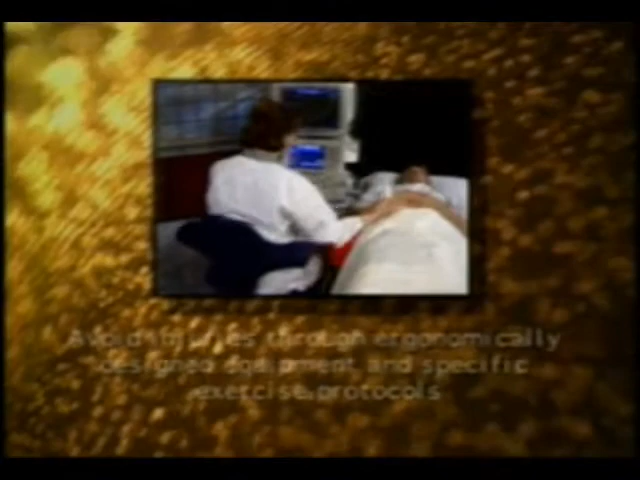 Avoid injuries through ergonomically
designed equipment and specific
exercise protocols